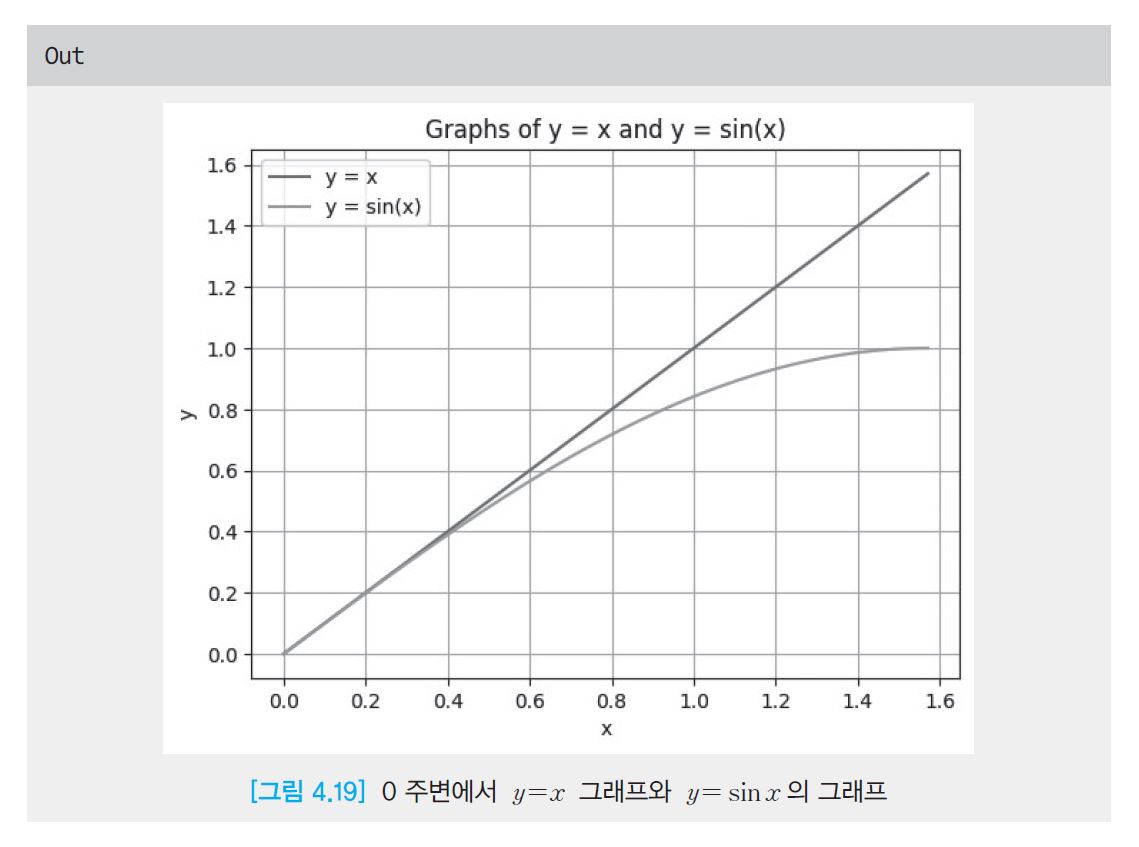 Out
Graphs of y = x and y = sin(x)
y = x
y = sin(x)
1.6
1.4
1.2
1.0
0.8
0.6
0.4
0.2
0.0
y
0.0 0.2 0.4 0.6 0.8 1.0 1.2 1.4 1.6
x
[그림 4.19] 0 주변에서 y=x 그래프와 y= sin x 의 그래프